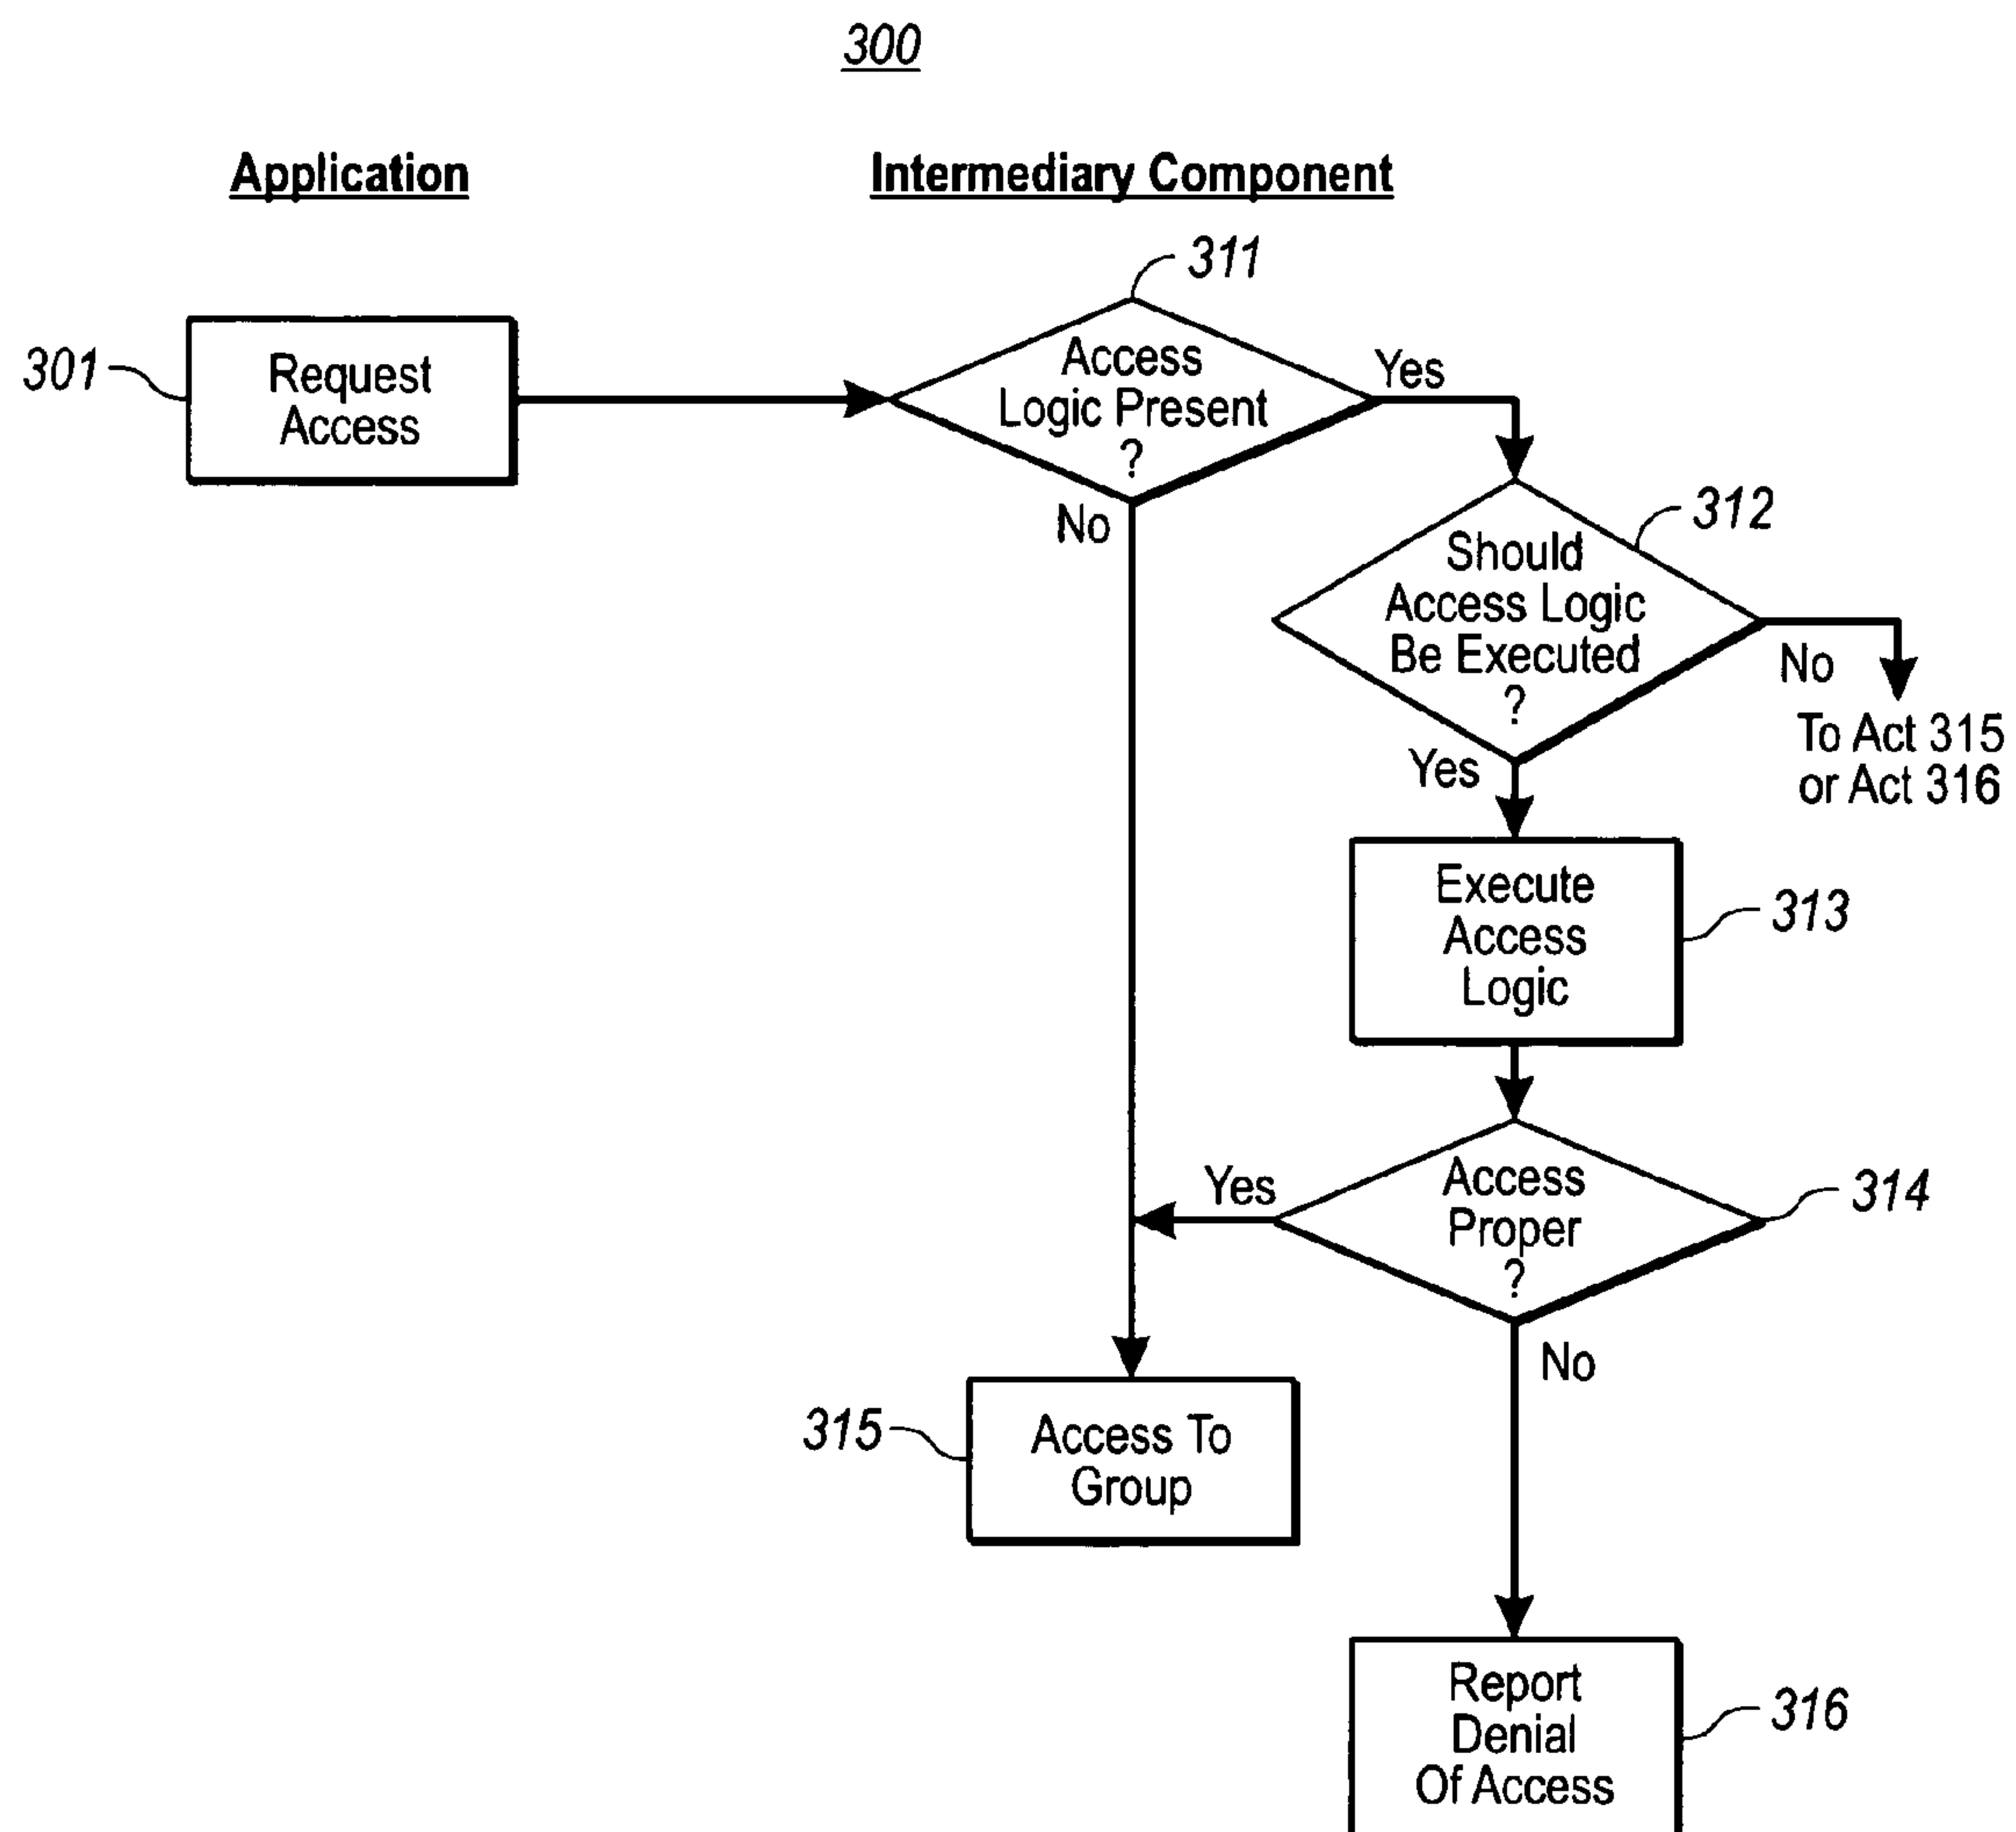 300
Application
Intermediary Component
311
301
Request
Access
Access
Logic Present
?
Yes
No
312
Should
Access Logic
Be Executed
?
No
To Act 315
or Act 316
Yes
Execute
Access
Logic
313
Access
Proper
?
Yes
314
No
315
Access To
Group
Report
Denial
Of Access
316